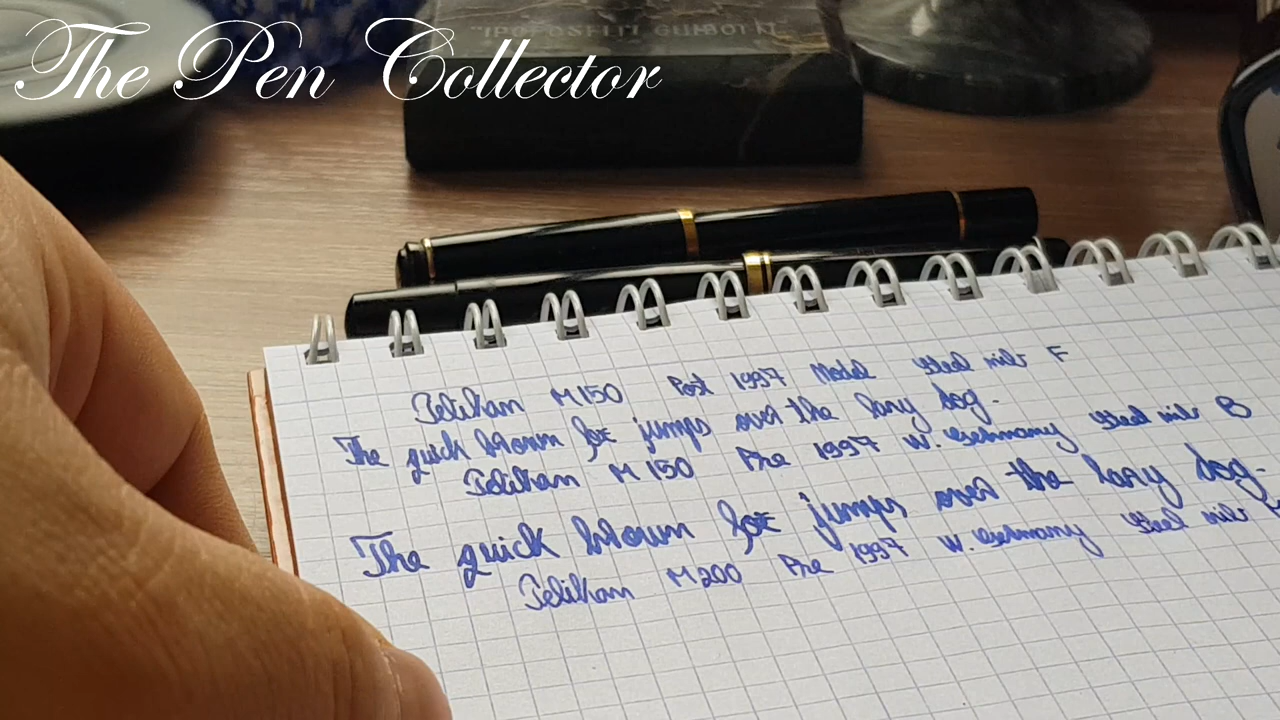 The Pen Collector
Pelikan M150 Post 1997 Model Steel nib F
The quick brown fox jumps over the lazy dog.
Pelikan M150 Pre 1997 W. Germany Steel nib B
The quick brown fox jumps over the lazy dog.
Pelikan M200 Pre 1997 W. Germany Steel nib